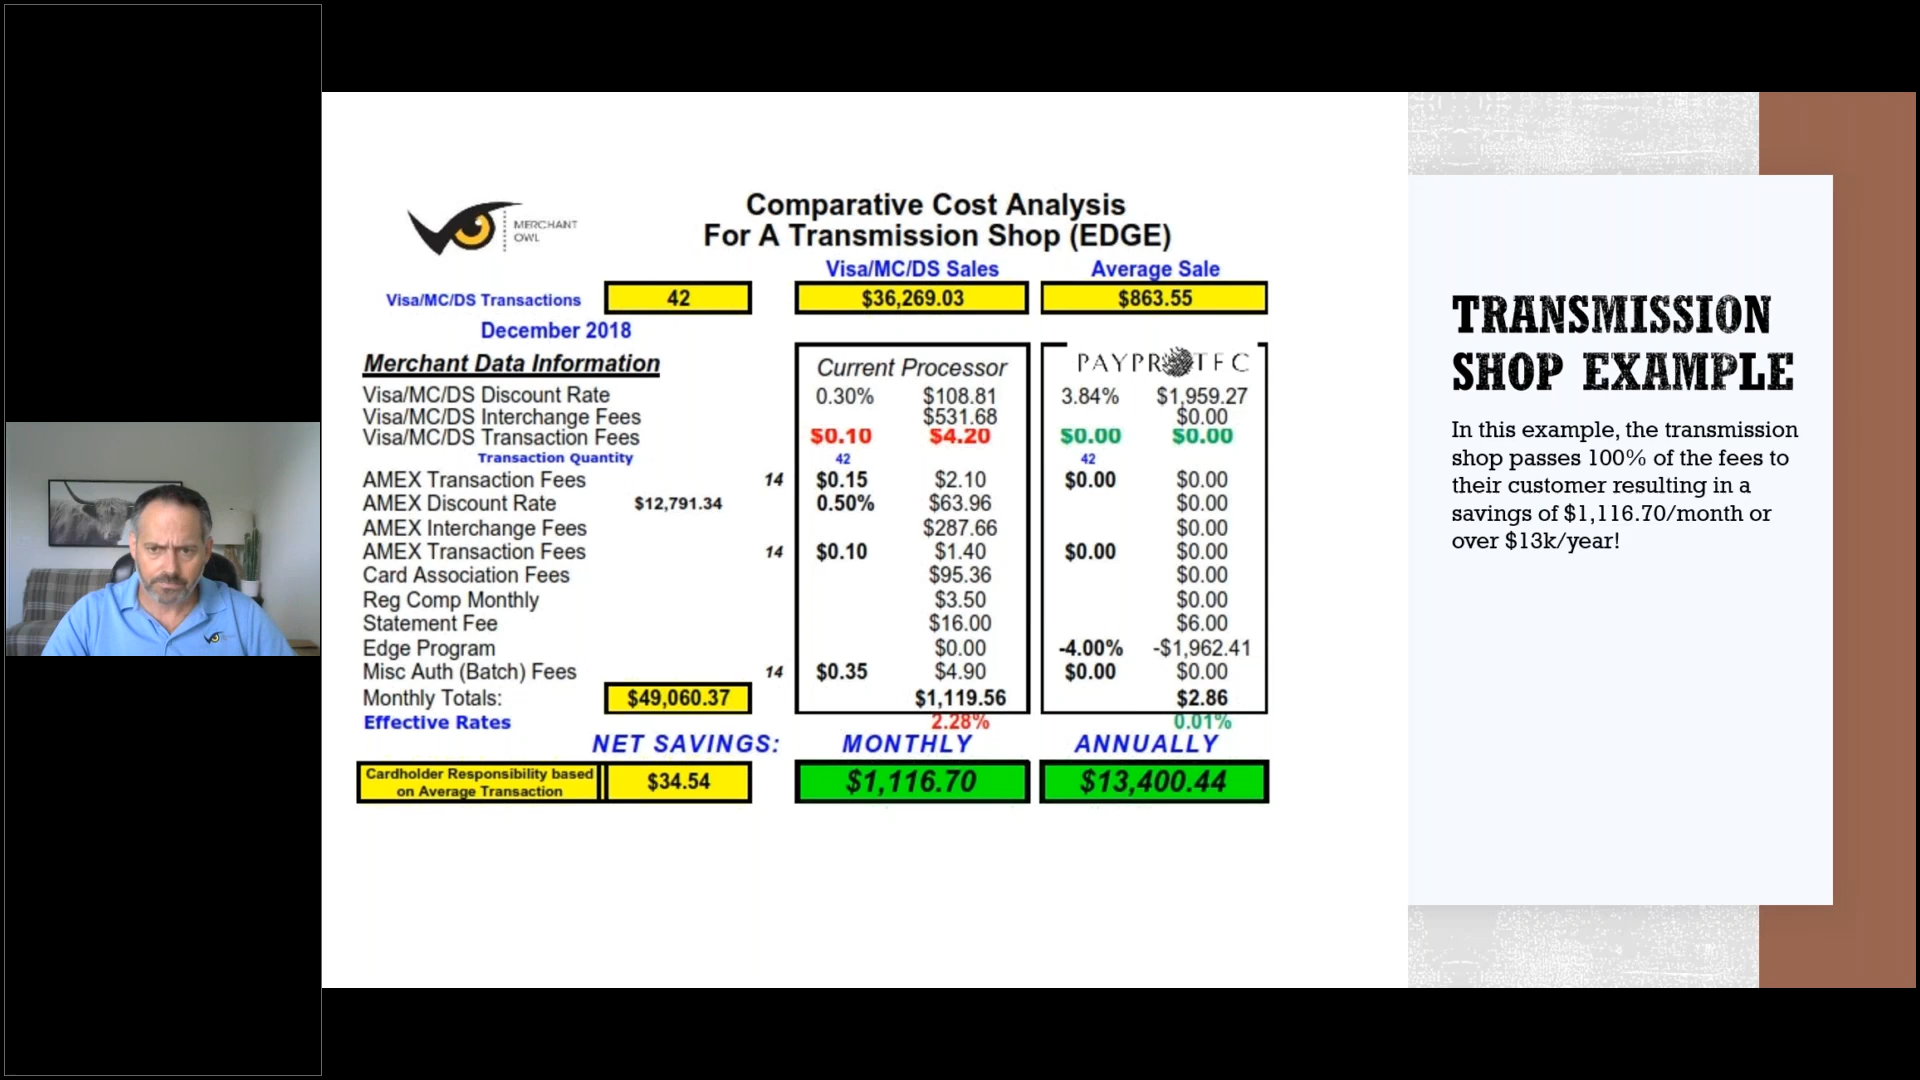 MERCHANT
OWL
Comparative Cost Analysis
For A Transmission Shop (EDGE)
Visa/MC/DS Sales Average Sale
Visa/MC/DS Transactions 42 $36,269.03 $863.55
December 2018
Merchant Data Information Current Processor PAYPROTEC
Visa/MC/DS Discount Rate 0.30% $108.81 3.84% $1,959.27
Visa/MC/DS Interchange Fees $531.68 $0.00
Visa/MC/DS Transaction Fees $0.10 $4.20 $0.00 $0.00
Transaction Quantity 42 42
AMEX Transaction Fees 14 $0.15 $2.10 $0.00 $0.00
AMEX Discount Rate $12,791.34 0.50% $63.96 $0.00
AMEX Interchange Fees $287.66 $0.00
AMEX Transaction Fees 14 $0.10 $1.40 $0.00 $0.00
Card Association Fees $95.36 $0.00
Reg Comp Monthly $3.50 $0.00
Statement Fee $16.00 $6.00
Edge Program $0.00 -4.00% -$1,962.41
Misc Auth (Batch) Fees 14 $0.35 $4.90 $0.00 $0.00
Monthly Totals: $49,060.37 $1,119.56 $2.86
Effective Rates 2.28% 0.01%
NET SAVINGS: MONTHLY ANNUALLY
Cardholder Responsibility based
on Average Transaction $34.54 $1,116.70 $13,400.44
TRANSMISSION
SHOP EXAMPLE
In this example, the transmission
shop passes 100% of the fees to
their customer resulting in a
savings of $1,116.70/month or
over $13k/year!